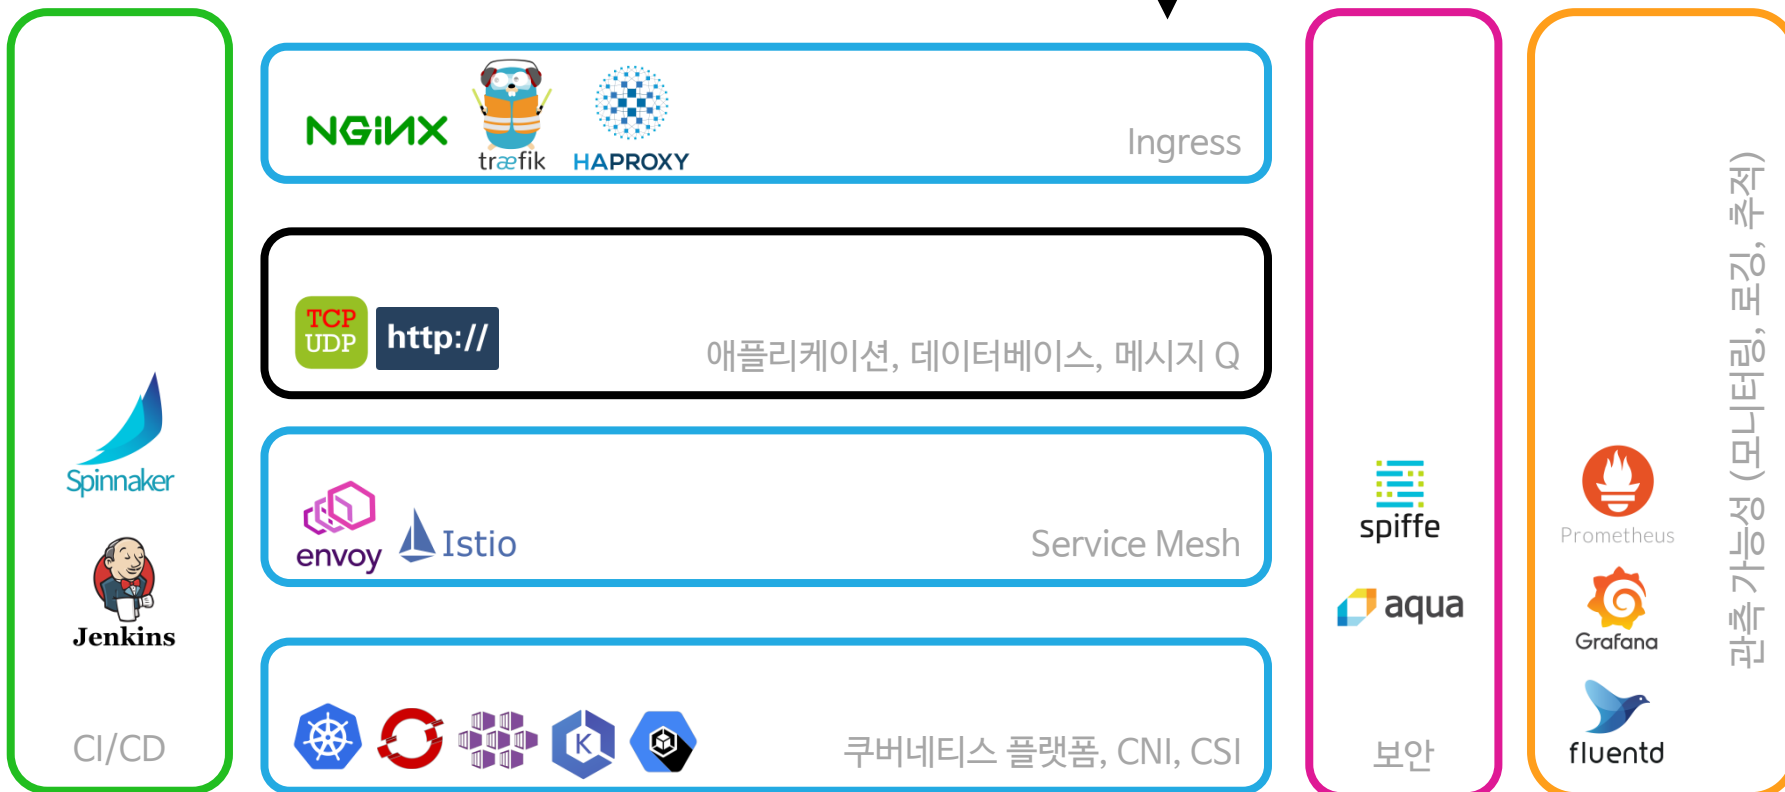 Spinnaker
Jenkins
CI/CD
NGiNX
træfik
HAPROXY
Ingress
TCP
UDP
http://
애플리케이션, 데이터베이스, 메시지 Q
envoy
Istio
Service Mesh
K
쿠버네티스 플랫폼, CNI, CSI
spiffe
aqua
보안
Prometheus
Grafana
fluentd
관측 가능성 (모니터링, 로깅, 추적)